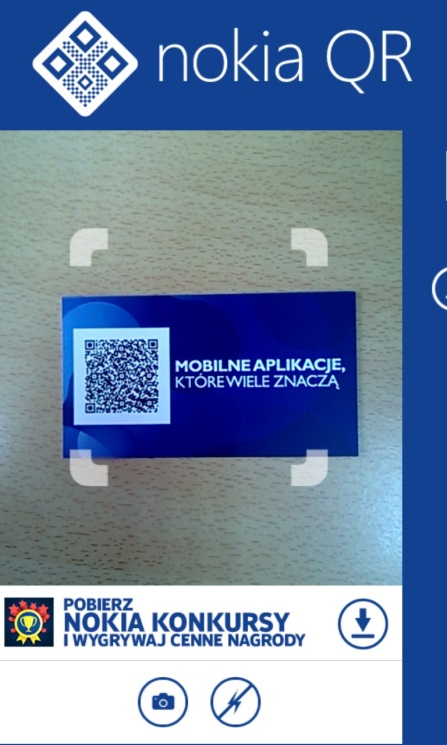 nokia QR
MOBILNE APLIKACJE,
KTÓRE WIELE ZNACZĄ
POBIERZ
NOKIA KONKURSY
I WYGRYWAJ CENNE NAGRODY